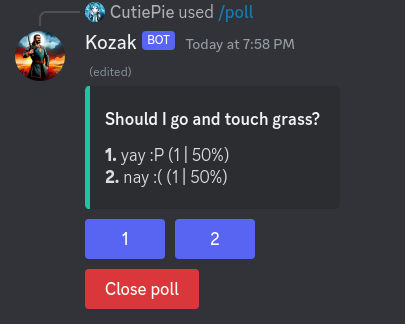 CutiePie used /poll
Kozak BOT Today at 7:58 PM
(edited)
Should I go and touch grass?
1. yay :P (1 | 50%)
2. nay :( (1 | 50%)
1 2
Close poll